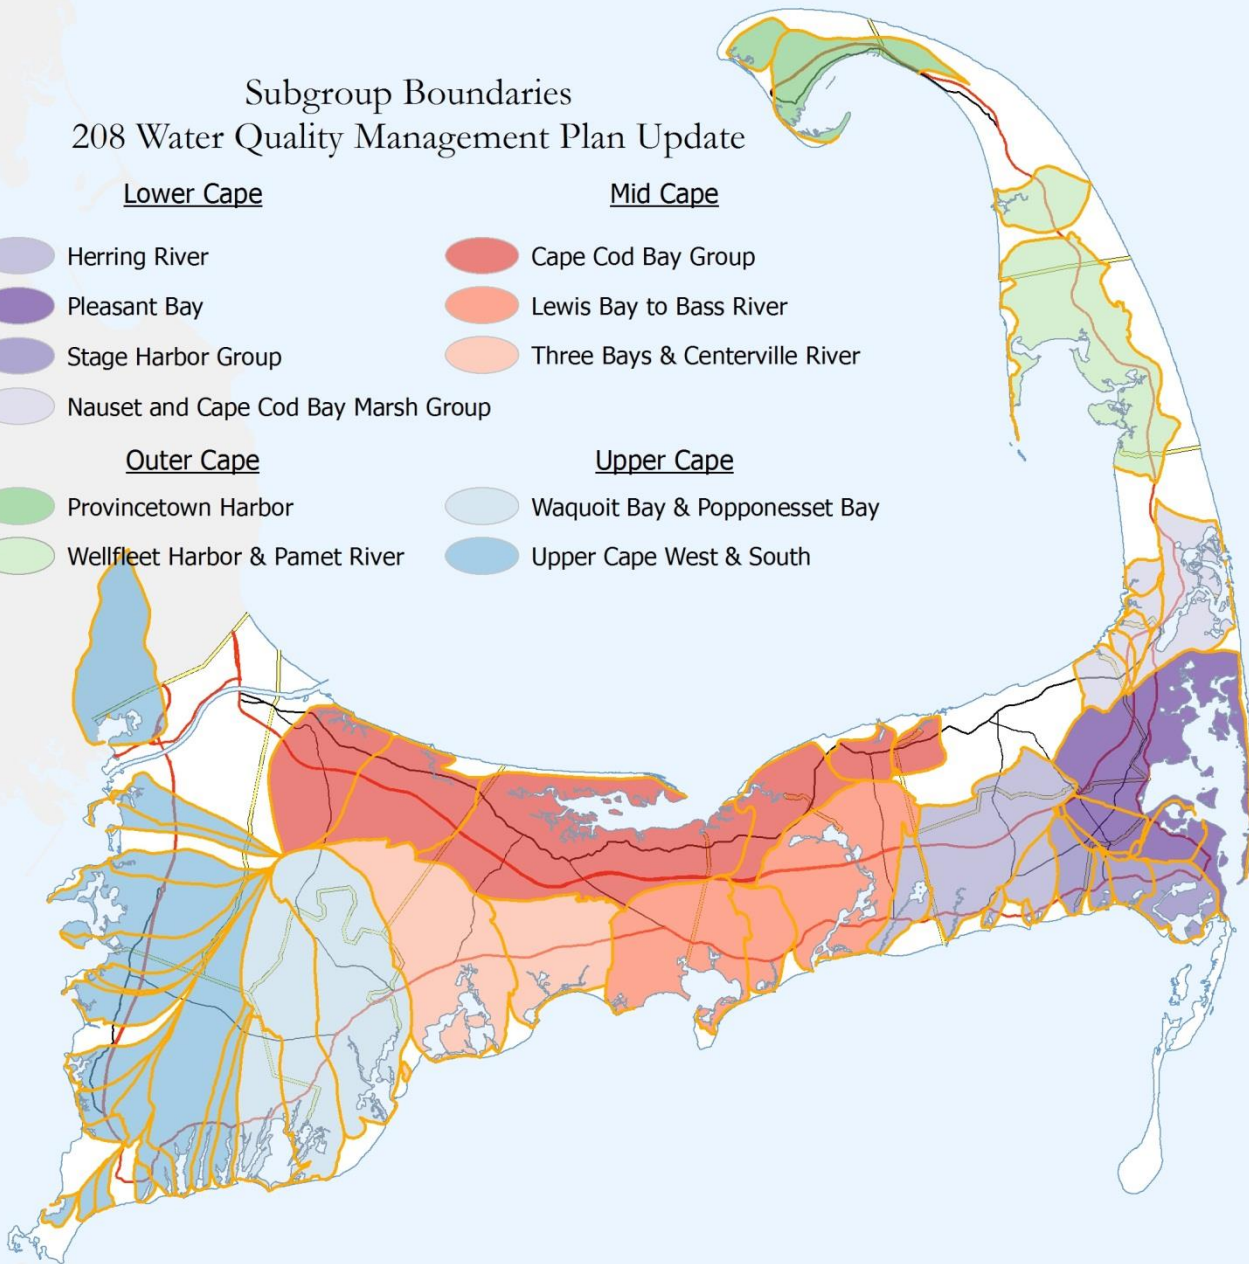 Subgroup Boundaries
208 Water Quality Management Plan Update
Lower Cape
Herring River
Pleasant Bay
Stage Harbor Group
Nauset and Cape Cod Bay Marsh Group
Mid Cape
Cape Cod Bay Group
Lewis Bay to Bass River
Three Bays & Centerville River
Outer Cape
Provincetown Harbor
Wellfleet Harbor & Pamet River
Upper Cape
Waquoit Bay & Popponesset Bay
Upper Cape West & South